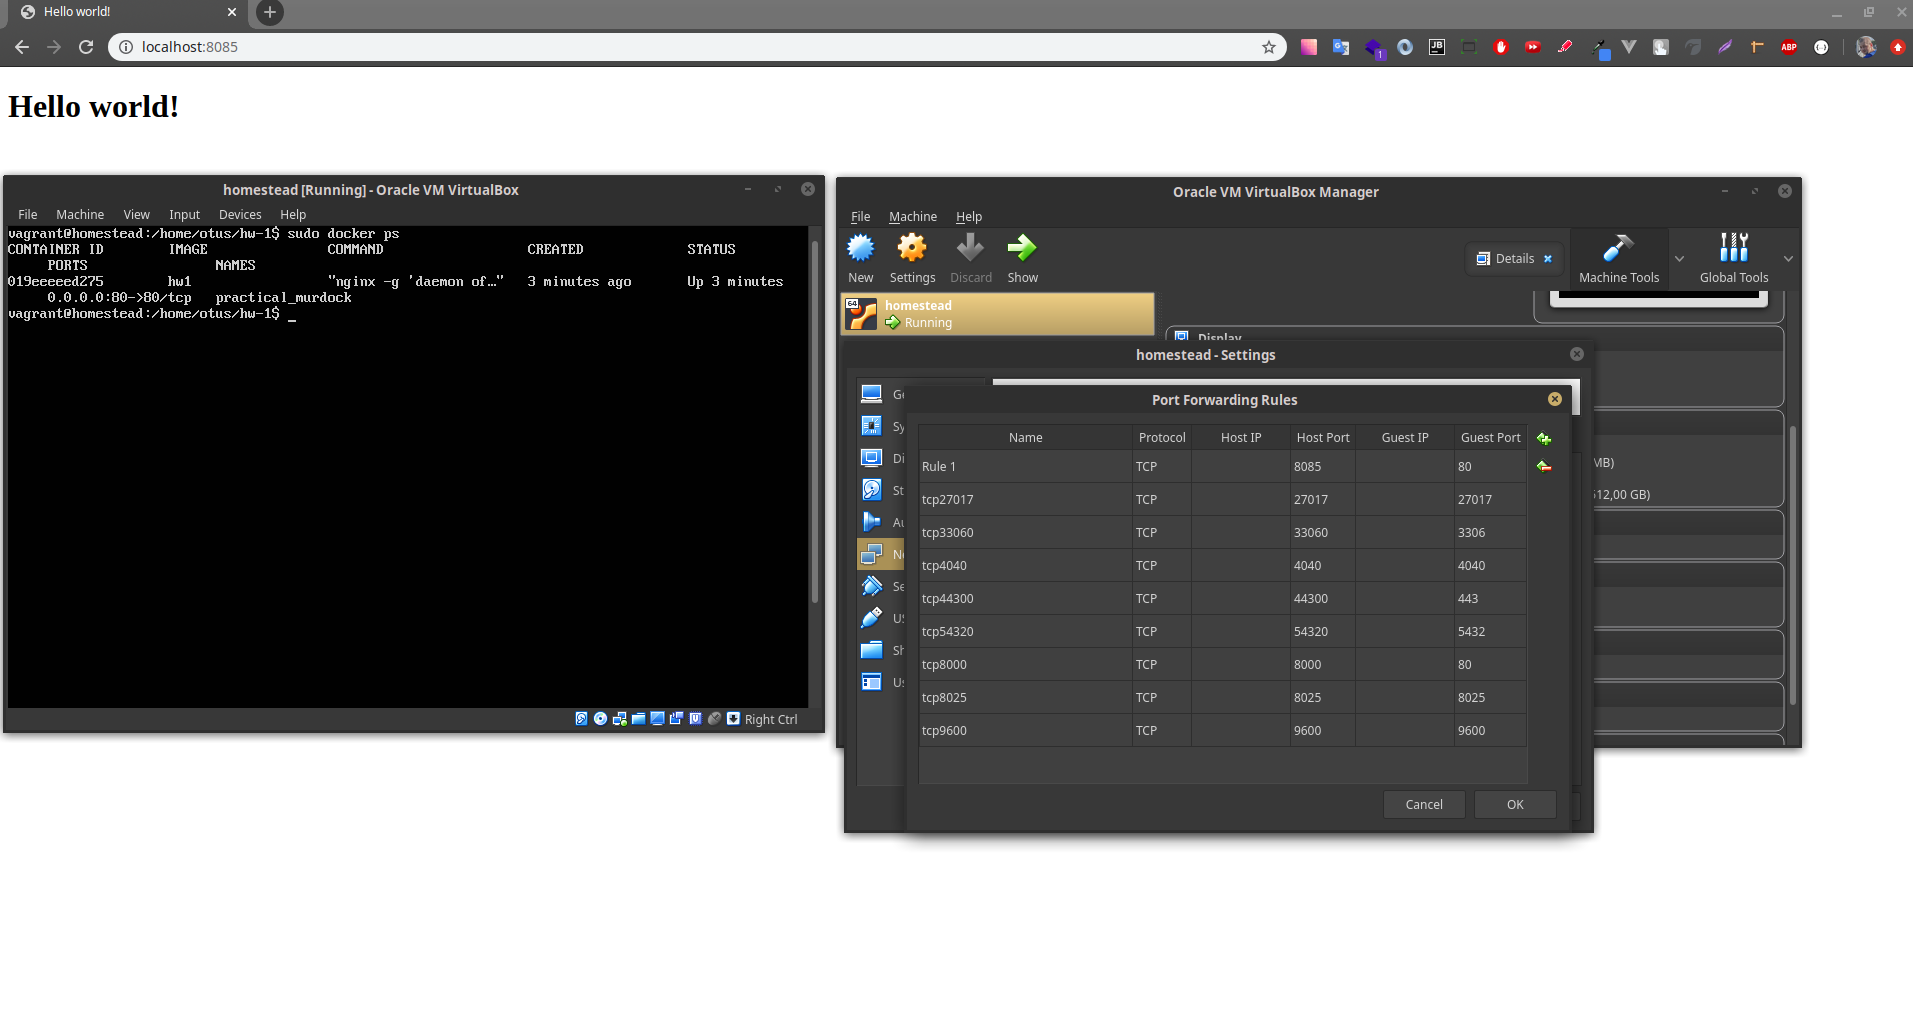 Hello world!
localhost:8085
1
JB
ABP
Hello world!
homestead [Running] - Oracle VM VirtualBox
File Machine View Input Devices Help
vagrant@homestead:/home/otus/hw-1$ sudo docker ps
CONTAINER ID IMAGE COMMAND CREATED STATUS
PORTS NAMES
019eeeeed275 hw1 "nginx -g 'daemon of…" 3 minutes ago Up 3 minutes
0.0.0.0:80->80/tcp practical_murdock
vagrant@homestead:/home/otus/hw-1$ _
Right Ctrl
Oracle VM VirtualBox Manager
File Machine Help
New Settings Discard Show
Details
Machine Tools Global Tools
64
homestead
Running
Display
MB)
12,00 GB)
homestead - Settings
Ge
Sy
Di
St
Au
Ne
Se
US
Sh
Us
Port Forwarding Rules
Name Protocol Host IP Host Port Guest IP Guest Port
Rule 1 TCP 8085 80
tcp27017 TCP 27017 27017
tcp33060 TCP 33060 3306
tcp4040 TCP 4040 4040
tcp44300 TCP 44300 443
tcp54320 TCP 54320 5432
tcp8000 TCP 8000 80
tcp8025 TCP 8025 8025
tcp9600 TCP 9600 9600
Cancel OK